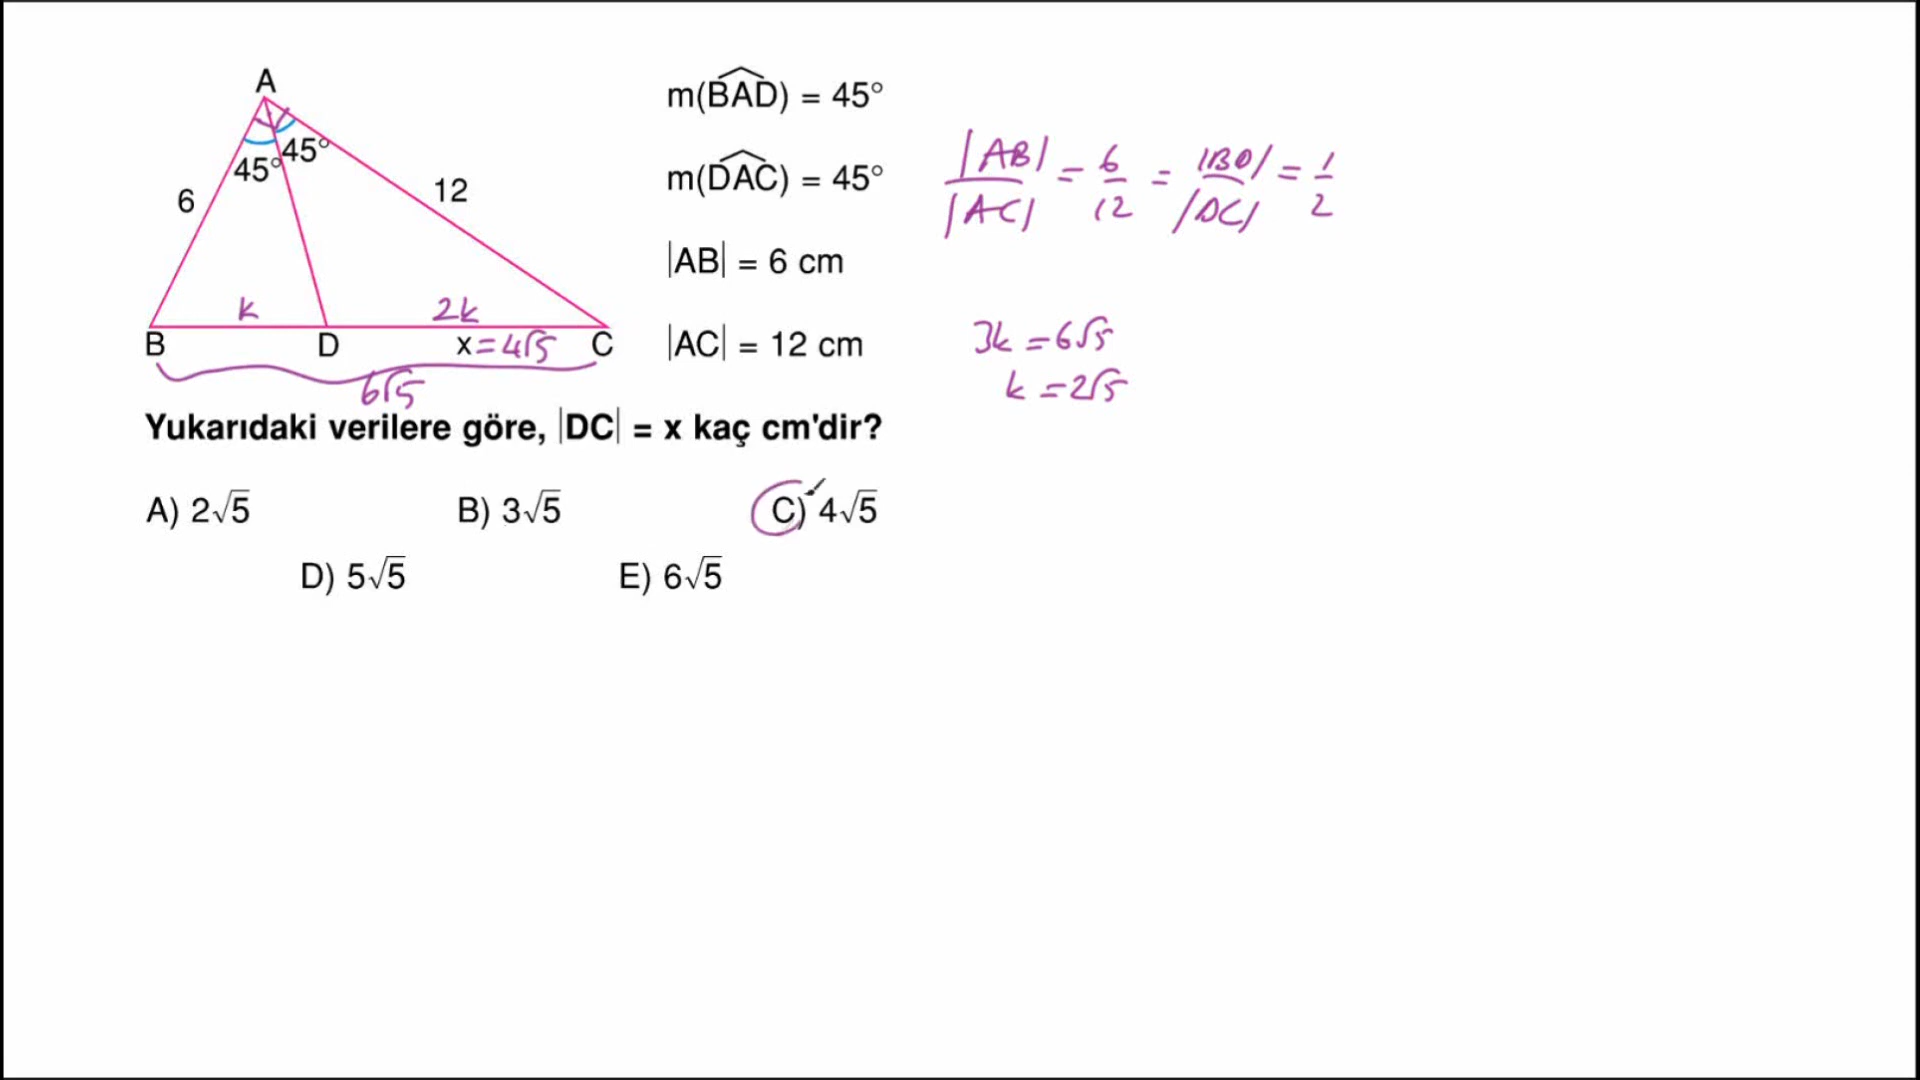 A
45°
45°
6
12
k
2k
B
D
x = 4√5
C
6√5
m(BAD) = 45°
m(DAC) = 45°
|AB| = 6 cm
|AC| = 12 cm
|AB| / |AC| = 6 / 12 = |BD| / |DC| = 1 / 2
3k = 6√5
k = 2√5
Yukarıdaki verilere göre, |DC| = x kaç cm'dir?
A) 2√5 B) 3√5 C) 4√5
D) 5√5 E) 6√5